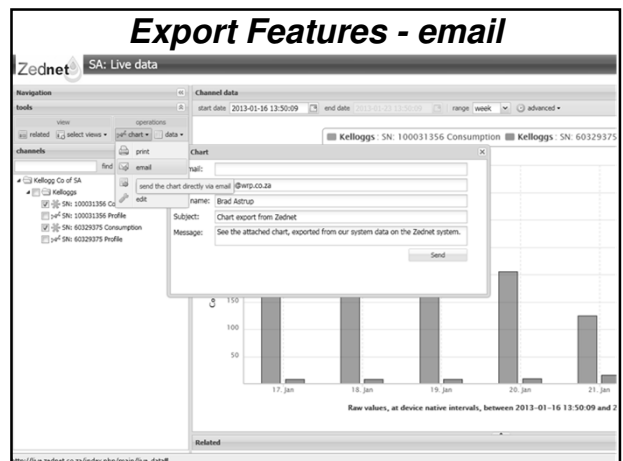 Export Features - email
Zednet
SA: Live data
Navigation
tools
view operations
related select views chart data
channels
find
Kellogg Co of SA
Kelloggs
SN: 100031356 Co
SN: 100031356 Profile
SN: 60329375 Consumption
SN: 60329375 Profile
print
email
edit
send the chart directly via email
Channel data
start date 2013-01-16 13:50:09 end date range week advanced
Kelloggs: SN: 100031356 Consumption Kelloggs: SN: 60329375
Chart
mail:
@wrp.co.za
name: Brad Astrup
Subject: Chart export from Zednet
Message: See the attached chart, exported from our system data on the Zednet system.
Send
Co
150
100
50
17. Jan 18. Jan 19. Jan 20. Jan 21. Jan
Raw values, at device native intervals, between 2013-01-16 13:50:09 and 2
Related